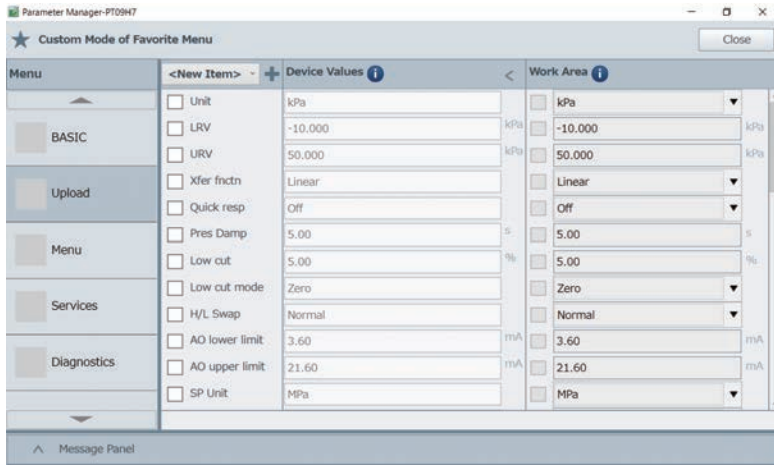 Parameter Manager-PT09H7
Custom Mode of Favorite Menu
Close
Menu
<New Item>
Device Values
<
Work Area
BASIC
Upload
Menu
Services
Diagnostics
Unit kPa kPa
LRV -10.000 kPa -10.000 kPa
URV 50.000 kPa 50.000 kPa
Xfer fnctn Linear Linear
Quick resp Off Off
Pres Damp 5.00 s 5.00 s
Low cut 5.00 % 5.00 %
Low cut mode Zero Zero
H/L Swap Normal Normal
AO lower limit 3.60 mA 3.60 mA
AO upper limit 21.60 mA 21.60 mA
SP Unit MPa MPa
Message Panel